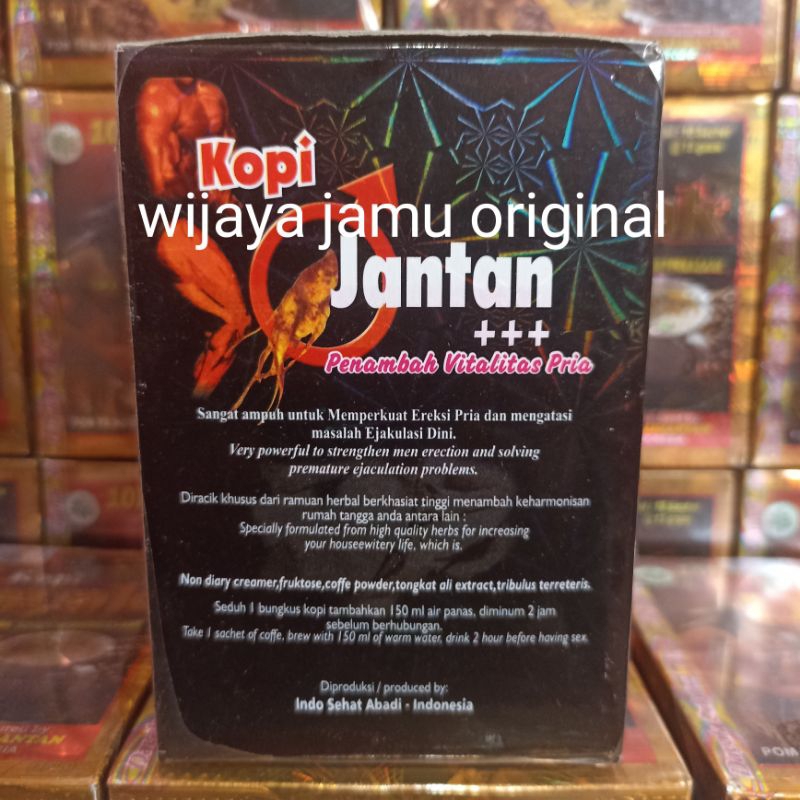 Kopi
wijaya jamu original
Jantan
+++
Penambah Vitalitas Pria
Sangat ampuh untuk Memperkuat Ereksi Pria dan mengatasi
masalah Ejakulasi Dini.
Very powerful to strengthen men erection and solving
premature ejaculation problems.
Diracik khusus dari ramuan herbal berkhasiat tinggi menambah keharmonisan
rumah tangga anda antara lain :
Specially formulated from high quality herbs for increasing
your houseewitery life, which is.
Non diary creamer,fruktose,coffe powder,tongkat ali extract,tribulus terreteris.
Seduh 1 bungkus kopi tambahkan 150 ml air panas, diminum 2 jam
sebelum berhubungan.
Take 1 sachet of coffe, brew with 150 ml of warm water, drink 2 hour before having sex.
Diproduksi / produced by:
Indo Sehat Abadi - Indonesia